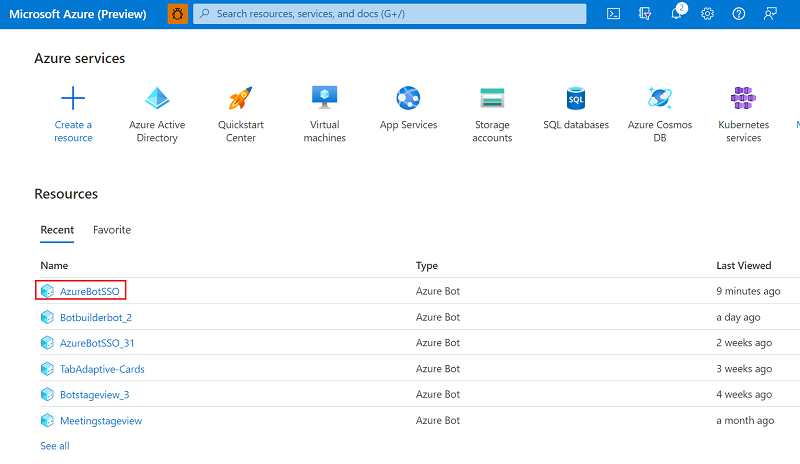 Microsoft Azure (Preview)
Search resources, services, and docs (G+/)
2
Azure services
Create a resource
Azure Active Directory
Quickstart Center
Virtual machines
App Services
Storage accounts
SQL
SQL databases
Azure Cosmos DB
Kubernetes services
Resources
Recent Favorite
Name Type Last Viewed
AzureBotSSO Azure Bot 9 minutes ago
Botbuilderbot_2 Azure Bot a day ago
AzureBotSSO_31 Azure Bot 2 weeks ago
TabAdaptive-Cards Azure Bot 3 weeks ago
Botstageview_3 Azure Bot 4 weeks ago
Meetingstageview Azure Bot a month ago
See all